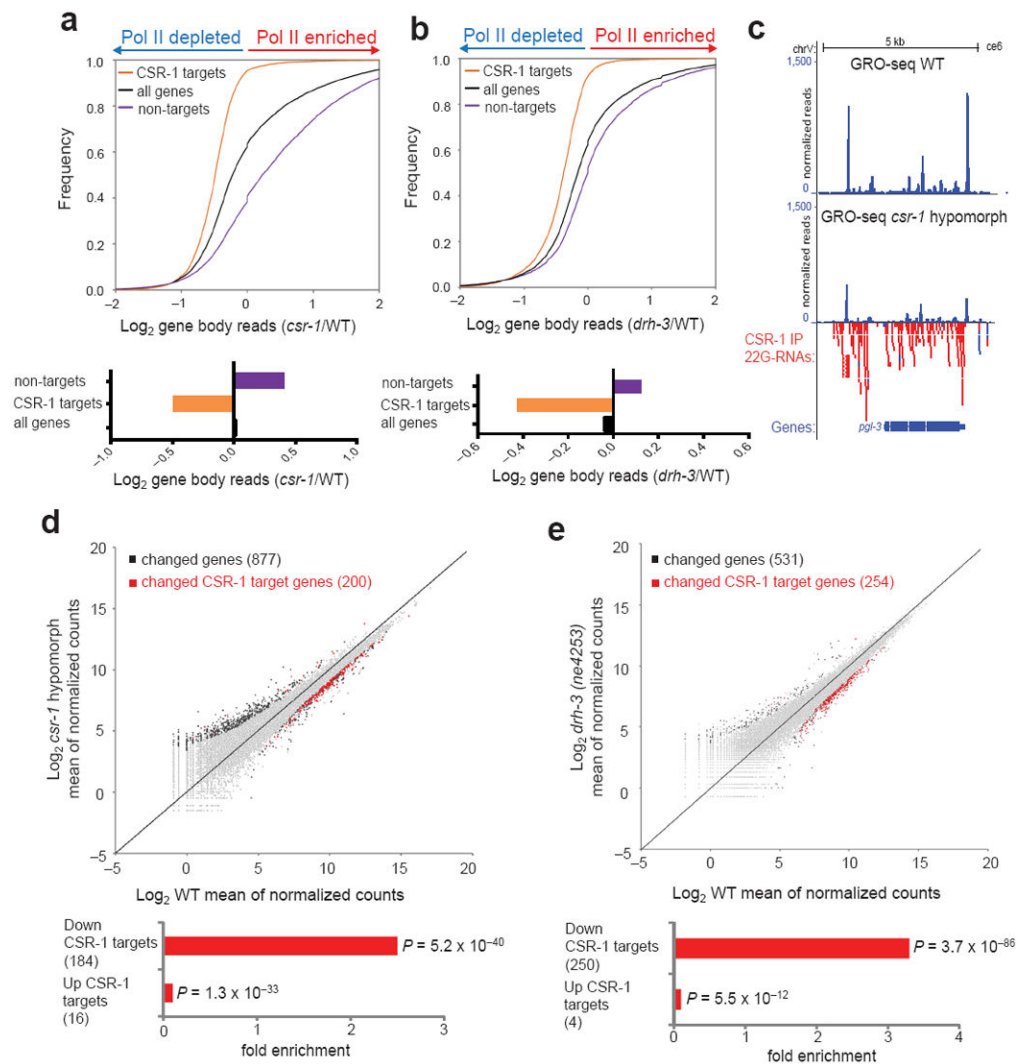 a
Pol II depleted
Pol II enriched
CSR-1 targets
all genes
non-targets
Frequency
1.0
0.8
0.6
0.4
0.2
0.0
–2
–1
0
1
2
Log2 gene body reads (csr-1/WT)
non-targets
CSR-1 targets
all genes
–1.0
–0.5
0.0
0.5
1.0
Log2 gene body reads (csr-1/WT)
b
Pol II depleted
Pol II enriched
CSR-1 targets
all genes
non-targets
Frequency
1.0
0.8
0.6
0.4
0.2
0.0
–2
–1
0
1
2
Log2 gene body reads (drh-3/WT)
non-targets
CSR-1 targets
all genes
–0.6
–0.4
–0.2
0.0
0.2
0.4
0.6
Log2 gene body reads (drh-3/WT)
c
chrV:
5 kb
ce6
1,500
GRO-seq WT
normalized reads
0
1,500
GRO-seq csr-1 hypomorph
normalized reads
0
CSR-1 IP
22G-RNAs:
Genes:
pgl-3
d
changed genes (877)
changed CSR-1 target genes (200)
Log2 csr-1 hypomorph
mean of normalized counts
20
15
10
5
0
–5
–5
0
5
10
15
20
Log2 WT mean of normalized counts
Down
CSR-1 targets
(184)
P = 5.2 x 10–40
Up CSR-1
targets
(16)
P = 1.3 x 10–33
0
1
2
3
fold enrichment
e
changed genes (531)
changed CSR-1 target genes (254)
Log2 drh-3 (ne4253)
mean of normalized counts
20
15
10
5
0
–5
–5
0
5
10
15
20
Log2 WT mean of normalized counts
Down
CSR-1 targets
(250)
P = 3.7 x 10–86
Up CSR-1
targets
(4)
P = 5.5 x 10–12
0
1
2
3
4
fold enrichment